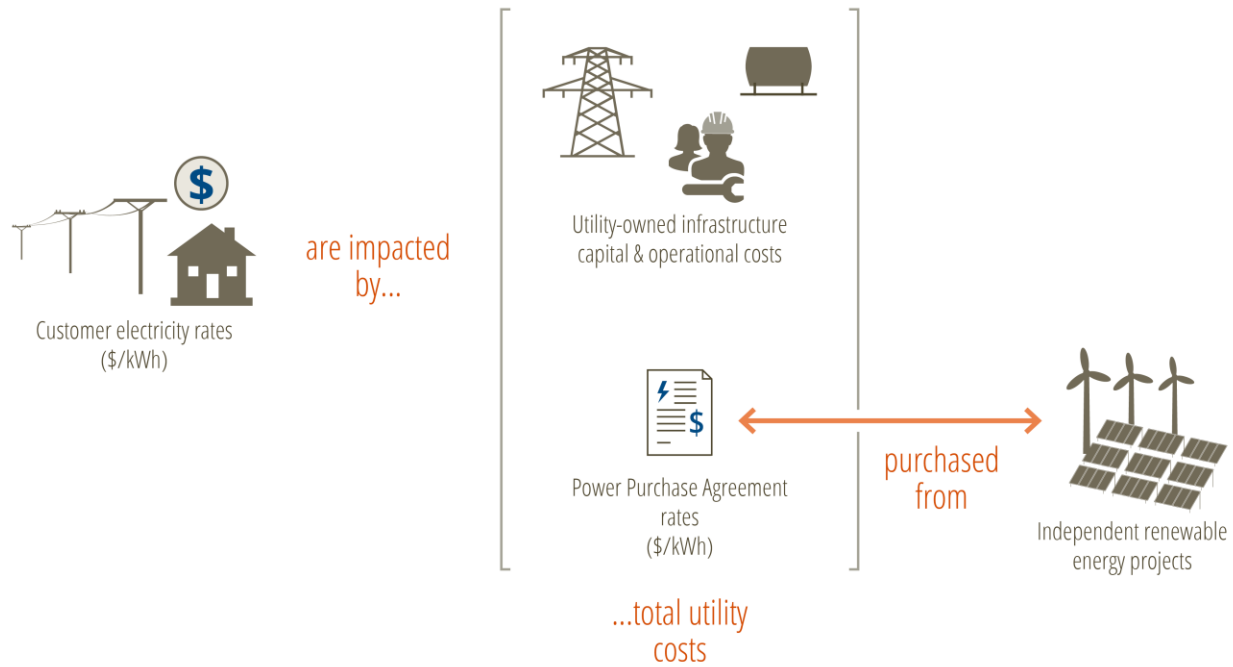 $
Customer electricity rates
($/kWh)
are impacted
by...
Utility-owned infrastructure
capital & operational costs
$
Power Purchase Agreement
rates
($/kWh)
...total utility
costs
purchased
from
Independent renewable
energy projects